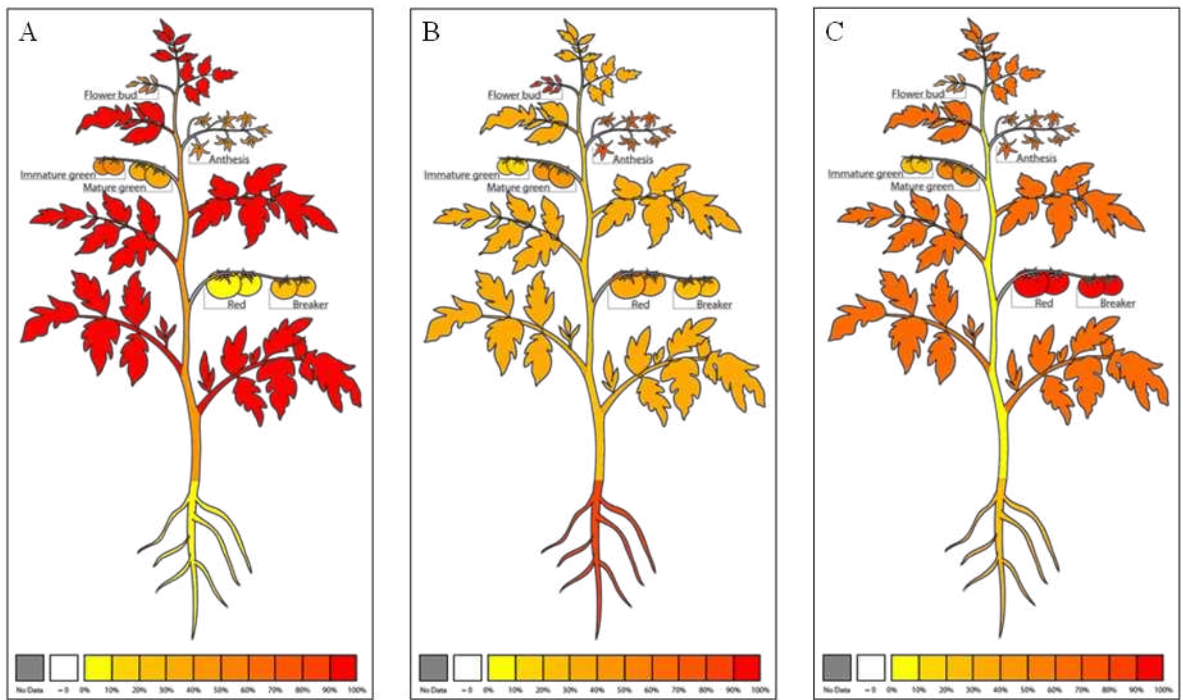 A
Flower bud
Anthesis
Immature green
Mature green
Red
Breaker
No Data = 0 0% 10% 20% 30% 40% 50% 60% 70% 80% 90% 100%
B
Flower bud
Anthesis
Immature green
Mature green
Red
Breaker
No Data = 0 0% 10% 20% 30% 40% 50% 60% 70% 80% 90% 100%
C
Flower bud
Anthesis
Immature green
Mature green
Red
Breaker
No Data = 0 0% 10% 20% 30% 40% 50% 60% 70% 80% 90% 100%